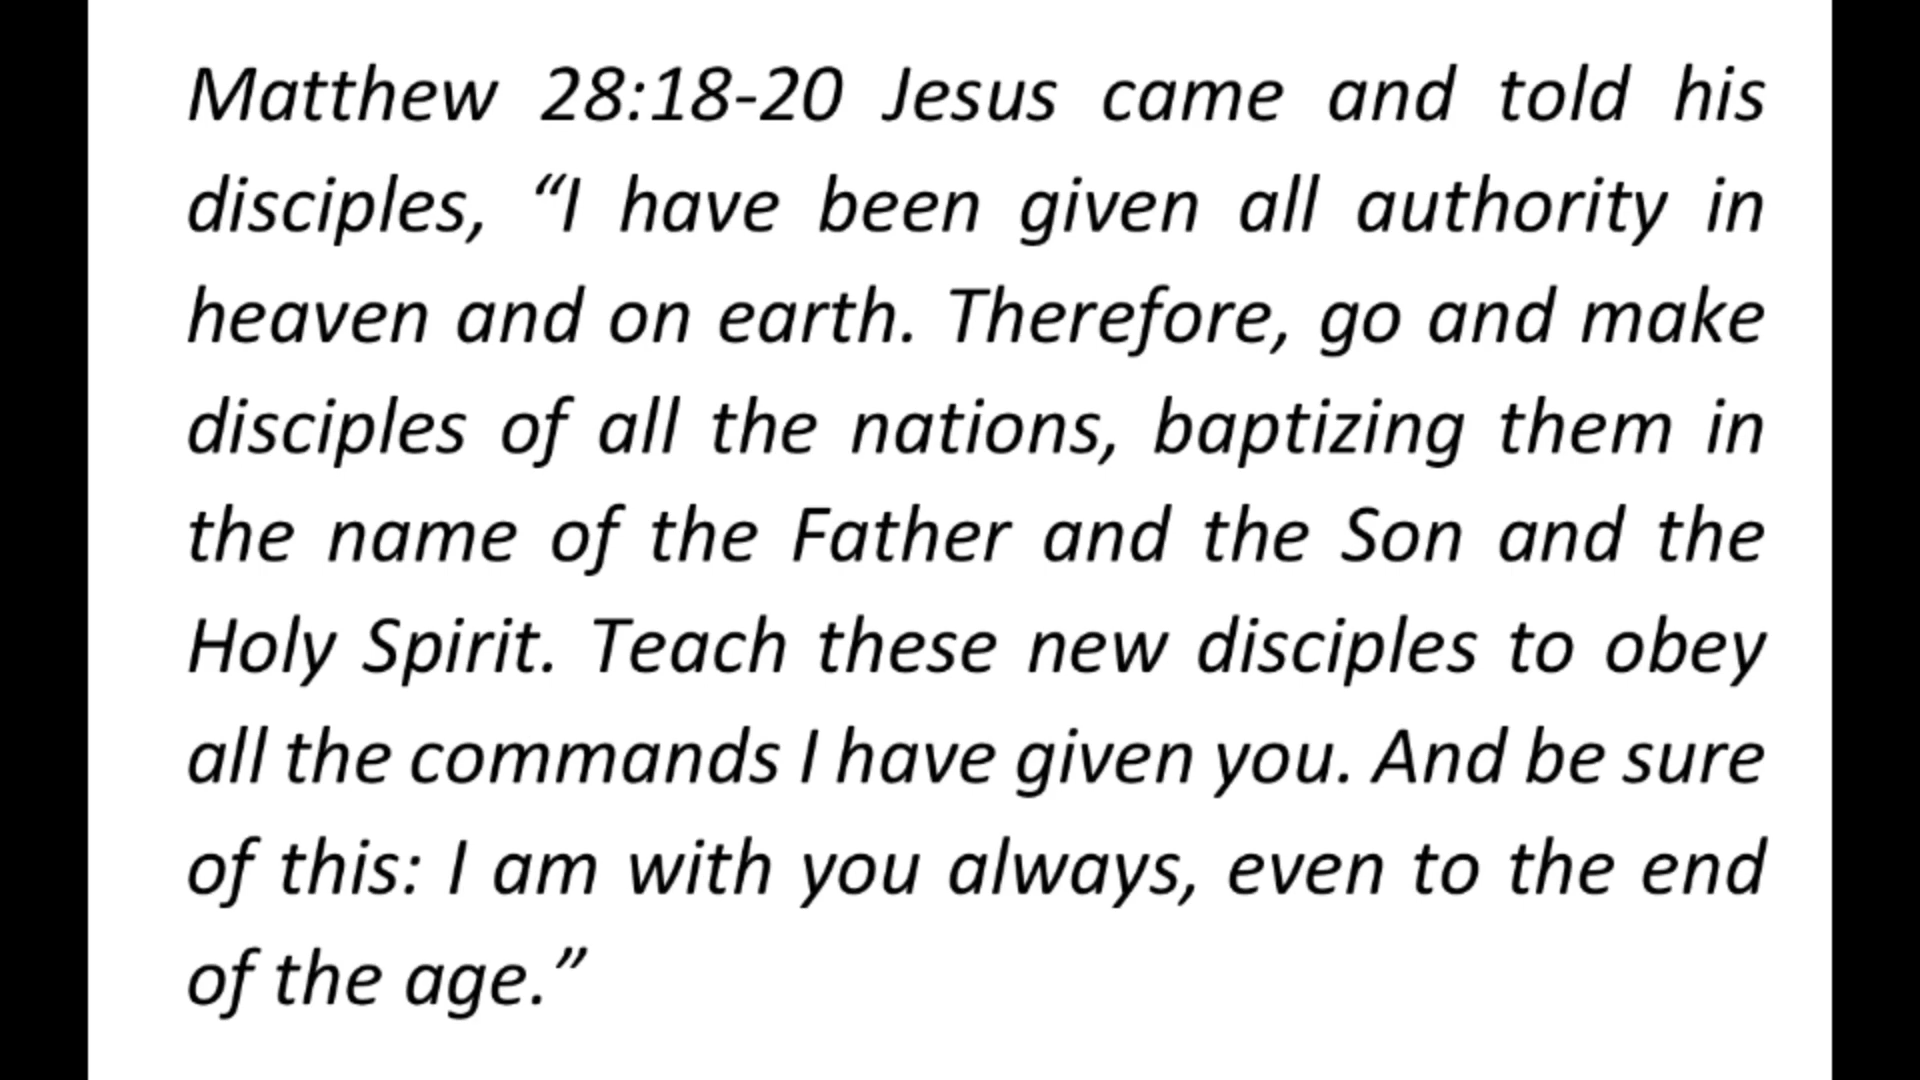 Matthew 28:18-20 Jesus came and told his
disciples, “I have been given all authority in
heaven and on earth. Therefore, go and make
disciples of all the nations, baptizing them in
the name of the Father and the Son and the
Holy Spirit. Teach these new disciples to obey
all the commands I have given you. And be sure
of this: I am with you always, even to the end
of the age.”